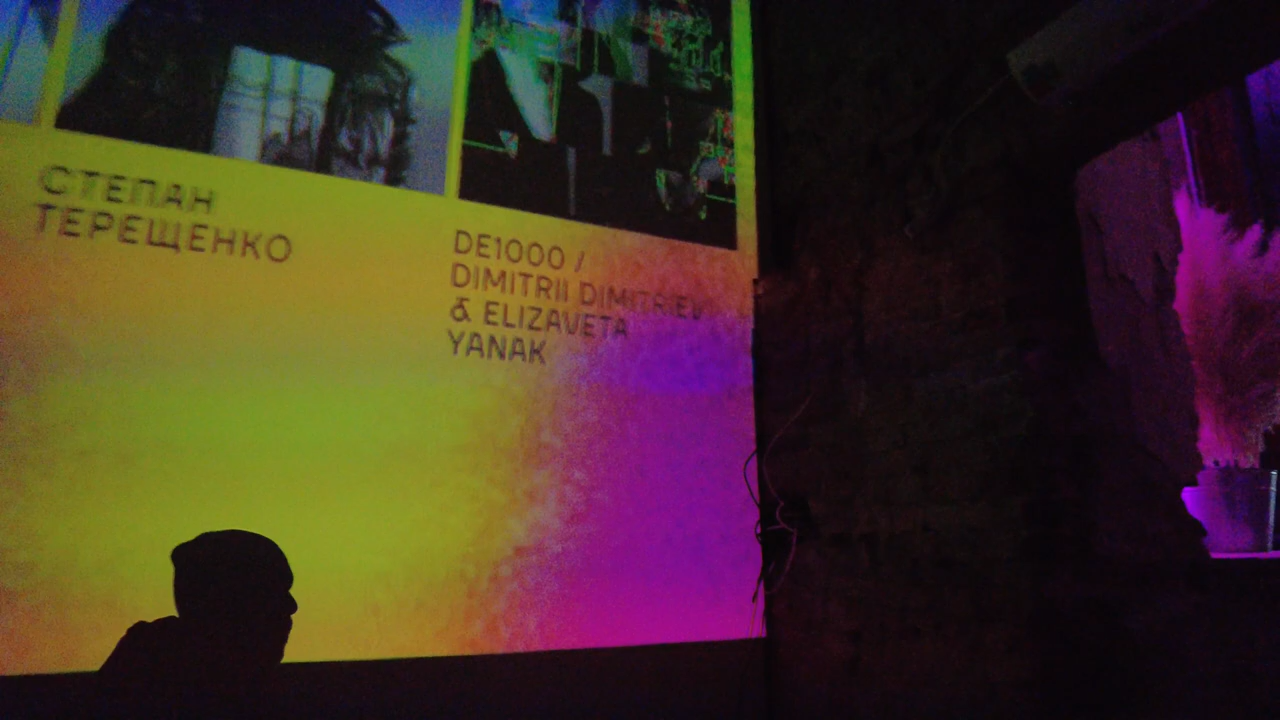 СТЕПАН
ТЕРЕЩЕНКО
DE1000 /
DIMITRII DIMITRIEV
& ELIZAVETA
YANAK